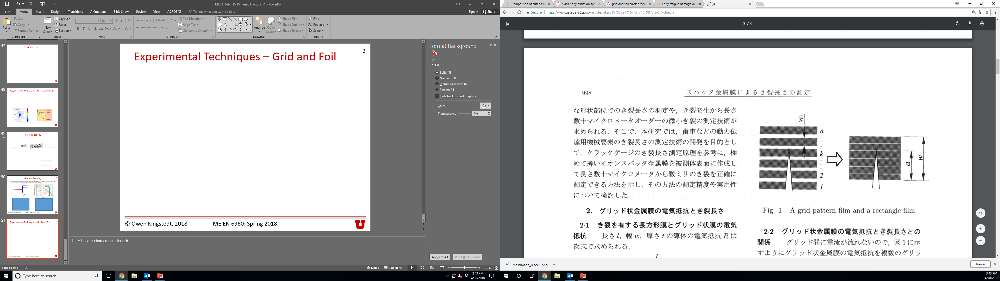 ME EN 6960_15_Dynamic Fracture_v1 - PowerPoint
File Home Insert Design Transitions Animations Slide Show Review View ACROBAT Tell me what you want to do... Sign in Share
Paste
Cut
Copy
Format Painter
Clipboard
New Slide
Layout
Reset
Section
Slides
18
Font
Text Direction
Align Text
Convert to SmartArt
Paragraph
Arrange
Quick Styles
Shape Fill
Shape Outline
Shape Effects
Drawing
Find
Replace
Select
Editing
47
48
49
Thermoplasticity
50
Thermoplasticity
51
Experimental Techniques – Grid and Foil
2
Experimental Techniques – Grid and Foil
© Owen Kingstedt, 2018 ME EN 6960: Spring 2018
U
Here L is our characteristic length
Format Background
Fill
Solid fill
Gradient fill
Picture or texture fill
Pattern fill
Hide background graphics
Color
Transparency 0%
Apply to All Reset Background
Slide 51 of 51 Notes Comments 101%
Type here to search
3:43 PM
4/10/2018
Comparison of criteria o
black body emission spe
grid and foil crack propa
Early fatigue damage de
ja
Secure https://www.jstage.jst.go.jp/article/kikaic1979/72/715/72_715_997/_pdf/-char/ja
ja 2 / 6
998 スパッタ金属膜によるき裂長さの測定
な形状部位でのき裂長さの測定や，き裂発生から長さ
数十マイクロメータオーダーの微小き裂の測定技術が
求められる．そこで，本研究では，歯車などの動力伝
達用機械要素のき裂長さの測定技術の開発を目的とし
て，クラックゲージのき裂長さ測定原理を参考に，極
めて薄いイオンスパッタ金属膜を被測体表面に作成し
て長さ数十マイクロメータから数ミリのき裂を正確に
測定できる方法を示し，その方法の測定精度や実用性
について検討した．
2. グリッド状金属膜の電気抵抗とき裂長さ
2·1 き裂を有する長方形膜とグリッド状膜の電気
抵抗 長さ l，幅 w，厚さ t の導体の電気抵抗 R は
次式で求められる．
l
wi
n
k
2
1
a
w
Fig. 1 A grid pattern film and a rectangle film
2·2 グリッド状金属膜の電気抵抗とき裂長さとの
関係 グリッド間に電流が流れないので，図 1 に示
すようにグリッド状金属膜の電気抵抗を複数のグリッ
mainimage_Black....png
Show all
3:43 PM
4/10/2018